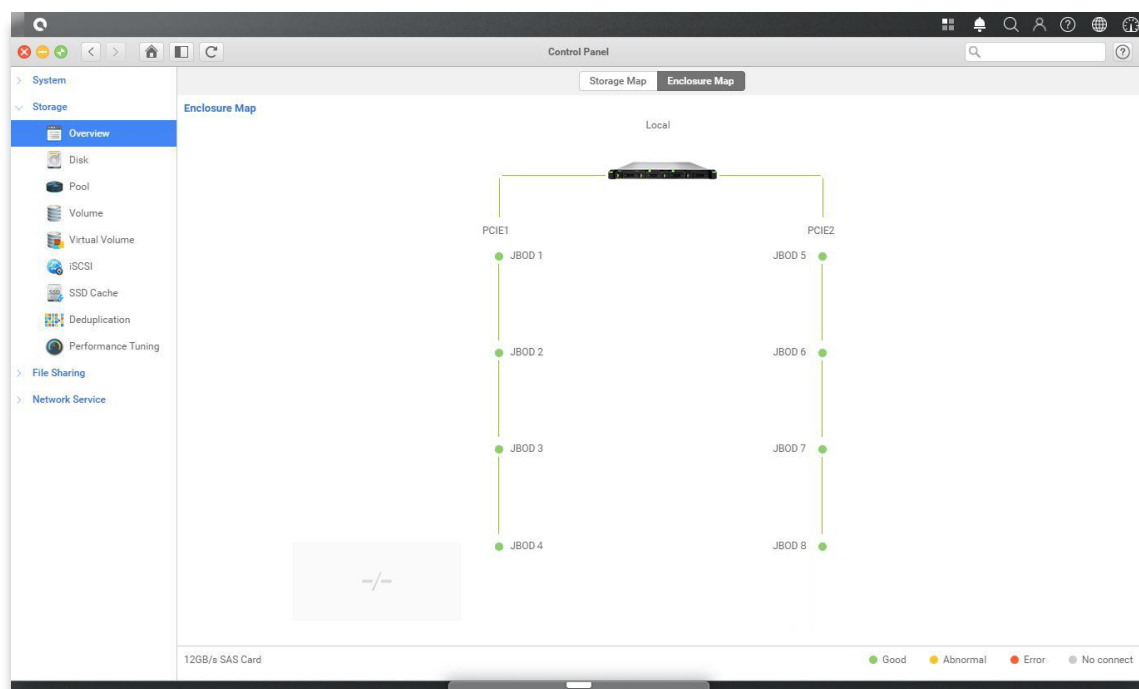 Control Panel
System
Storage
Overview
Disk
Pool
Volume
Virtual Volume
iSCSI
SSD Cache
Deduplication
Performance Tuning
File Sharing
Network Service
Storage Map Enclosure Map
Enclosure Map
Local
PCIE1 PCIE2
JBOD 1 JBOD 5
JBOD 2 JBOD 6
JBOD 3 JBOD 7
JBOD 4 JBOD 8
-/-
12GB/s SAS Card Good Abnormal Error No connect